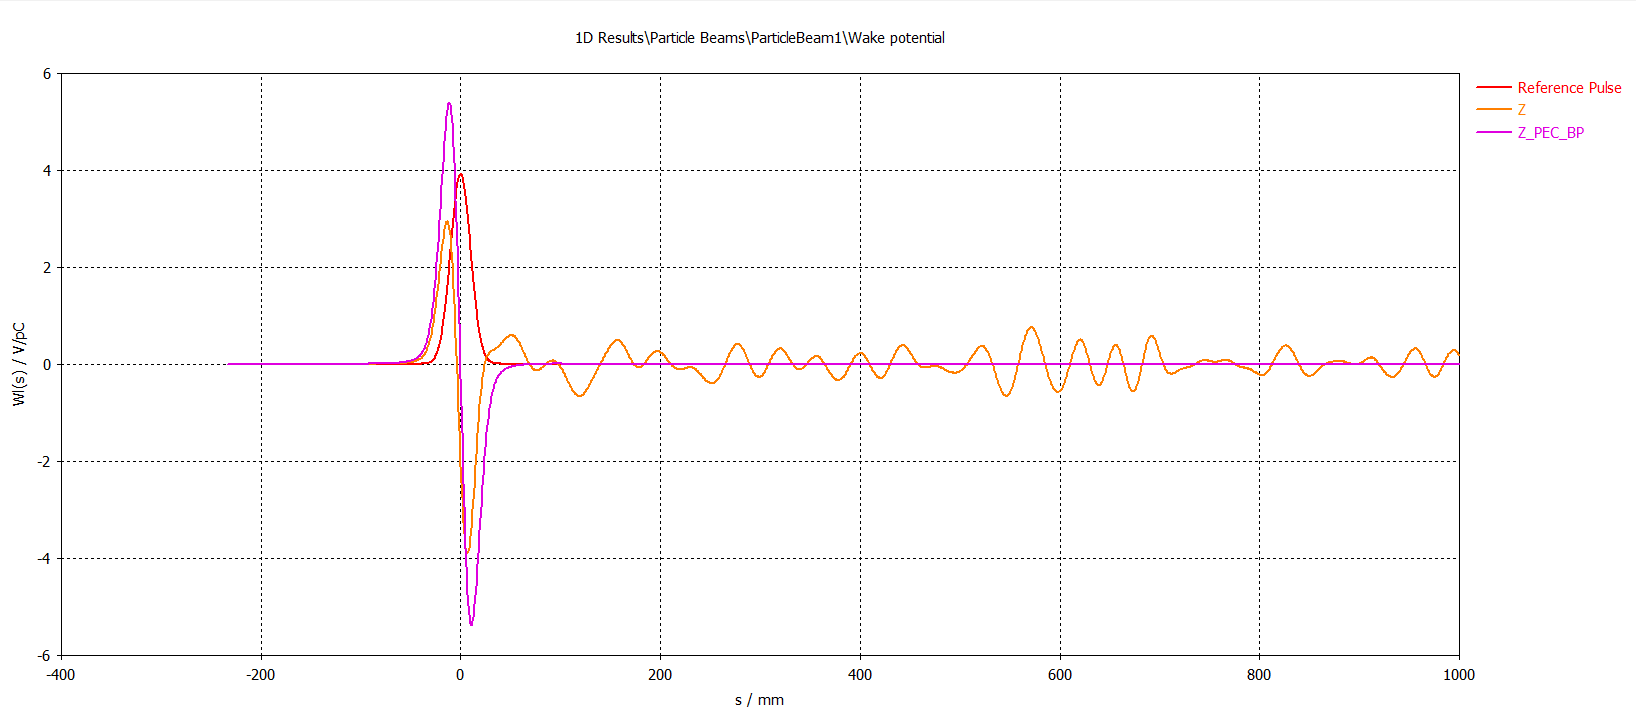 1D Results\Particle Beams\ParticleBeam1\Wake potential
Reference Pulse
Z
Z_PEC_BP
6
4
2
0
-2
-4
-6
W(s) / V/pC
-400
-200
0
200
400
600
800
1000
s / mm